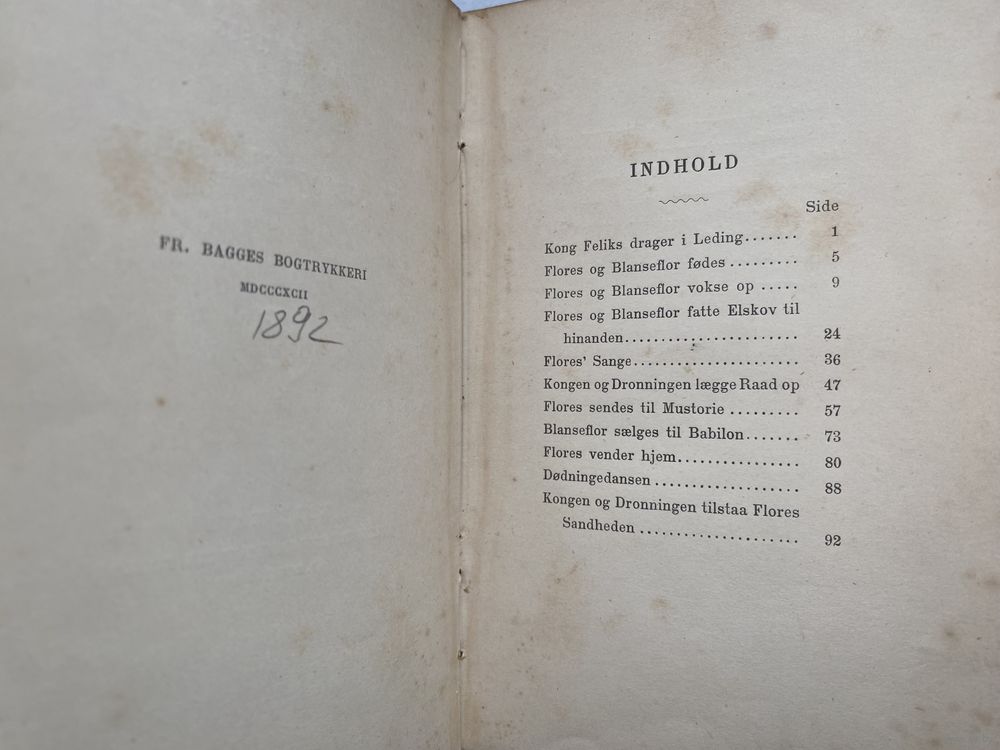 FR. BAGGES BOGTRYKKERI
MDCCCXCII
1892
INDHOLD
Side
Kong Feliks drager i Leding....... 1
Flores og Blanseflor fødes ......... 5
Flores og Blanseflor vokse op ..... 9
Flores og Blanseflor fatte Elskov til
hinanden........................ 24
Flores' Sange...................... 36
Kongen og Dronningen lægge Raad op 47
Flores sendes til Mustorie ......... 57
Blanseflor sælges til Babilon....... 73
Flores vender hjem................ 80
Dødningedansen .................. 88
Kongen og Dronningen tilstaa Flores
Sandheden .................... 92